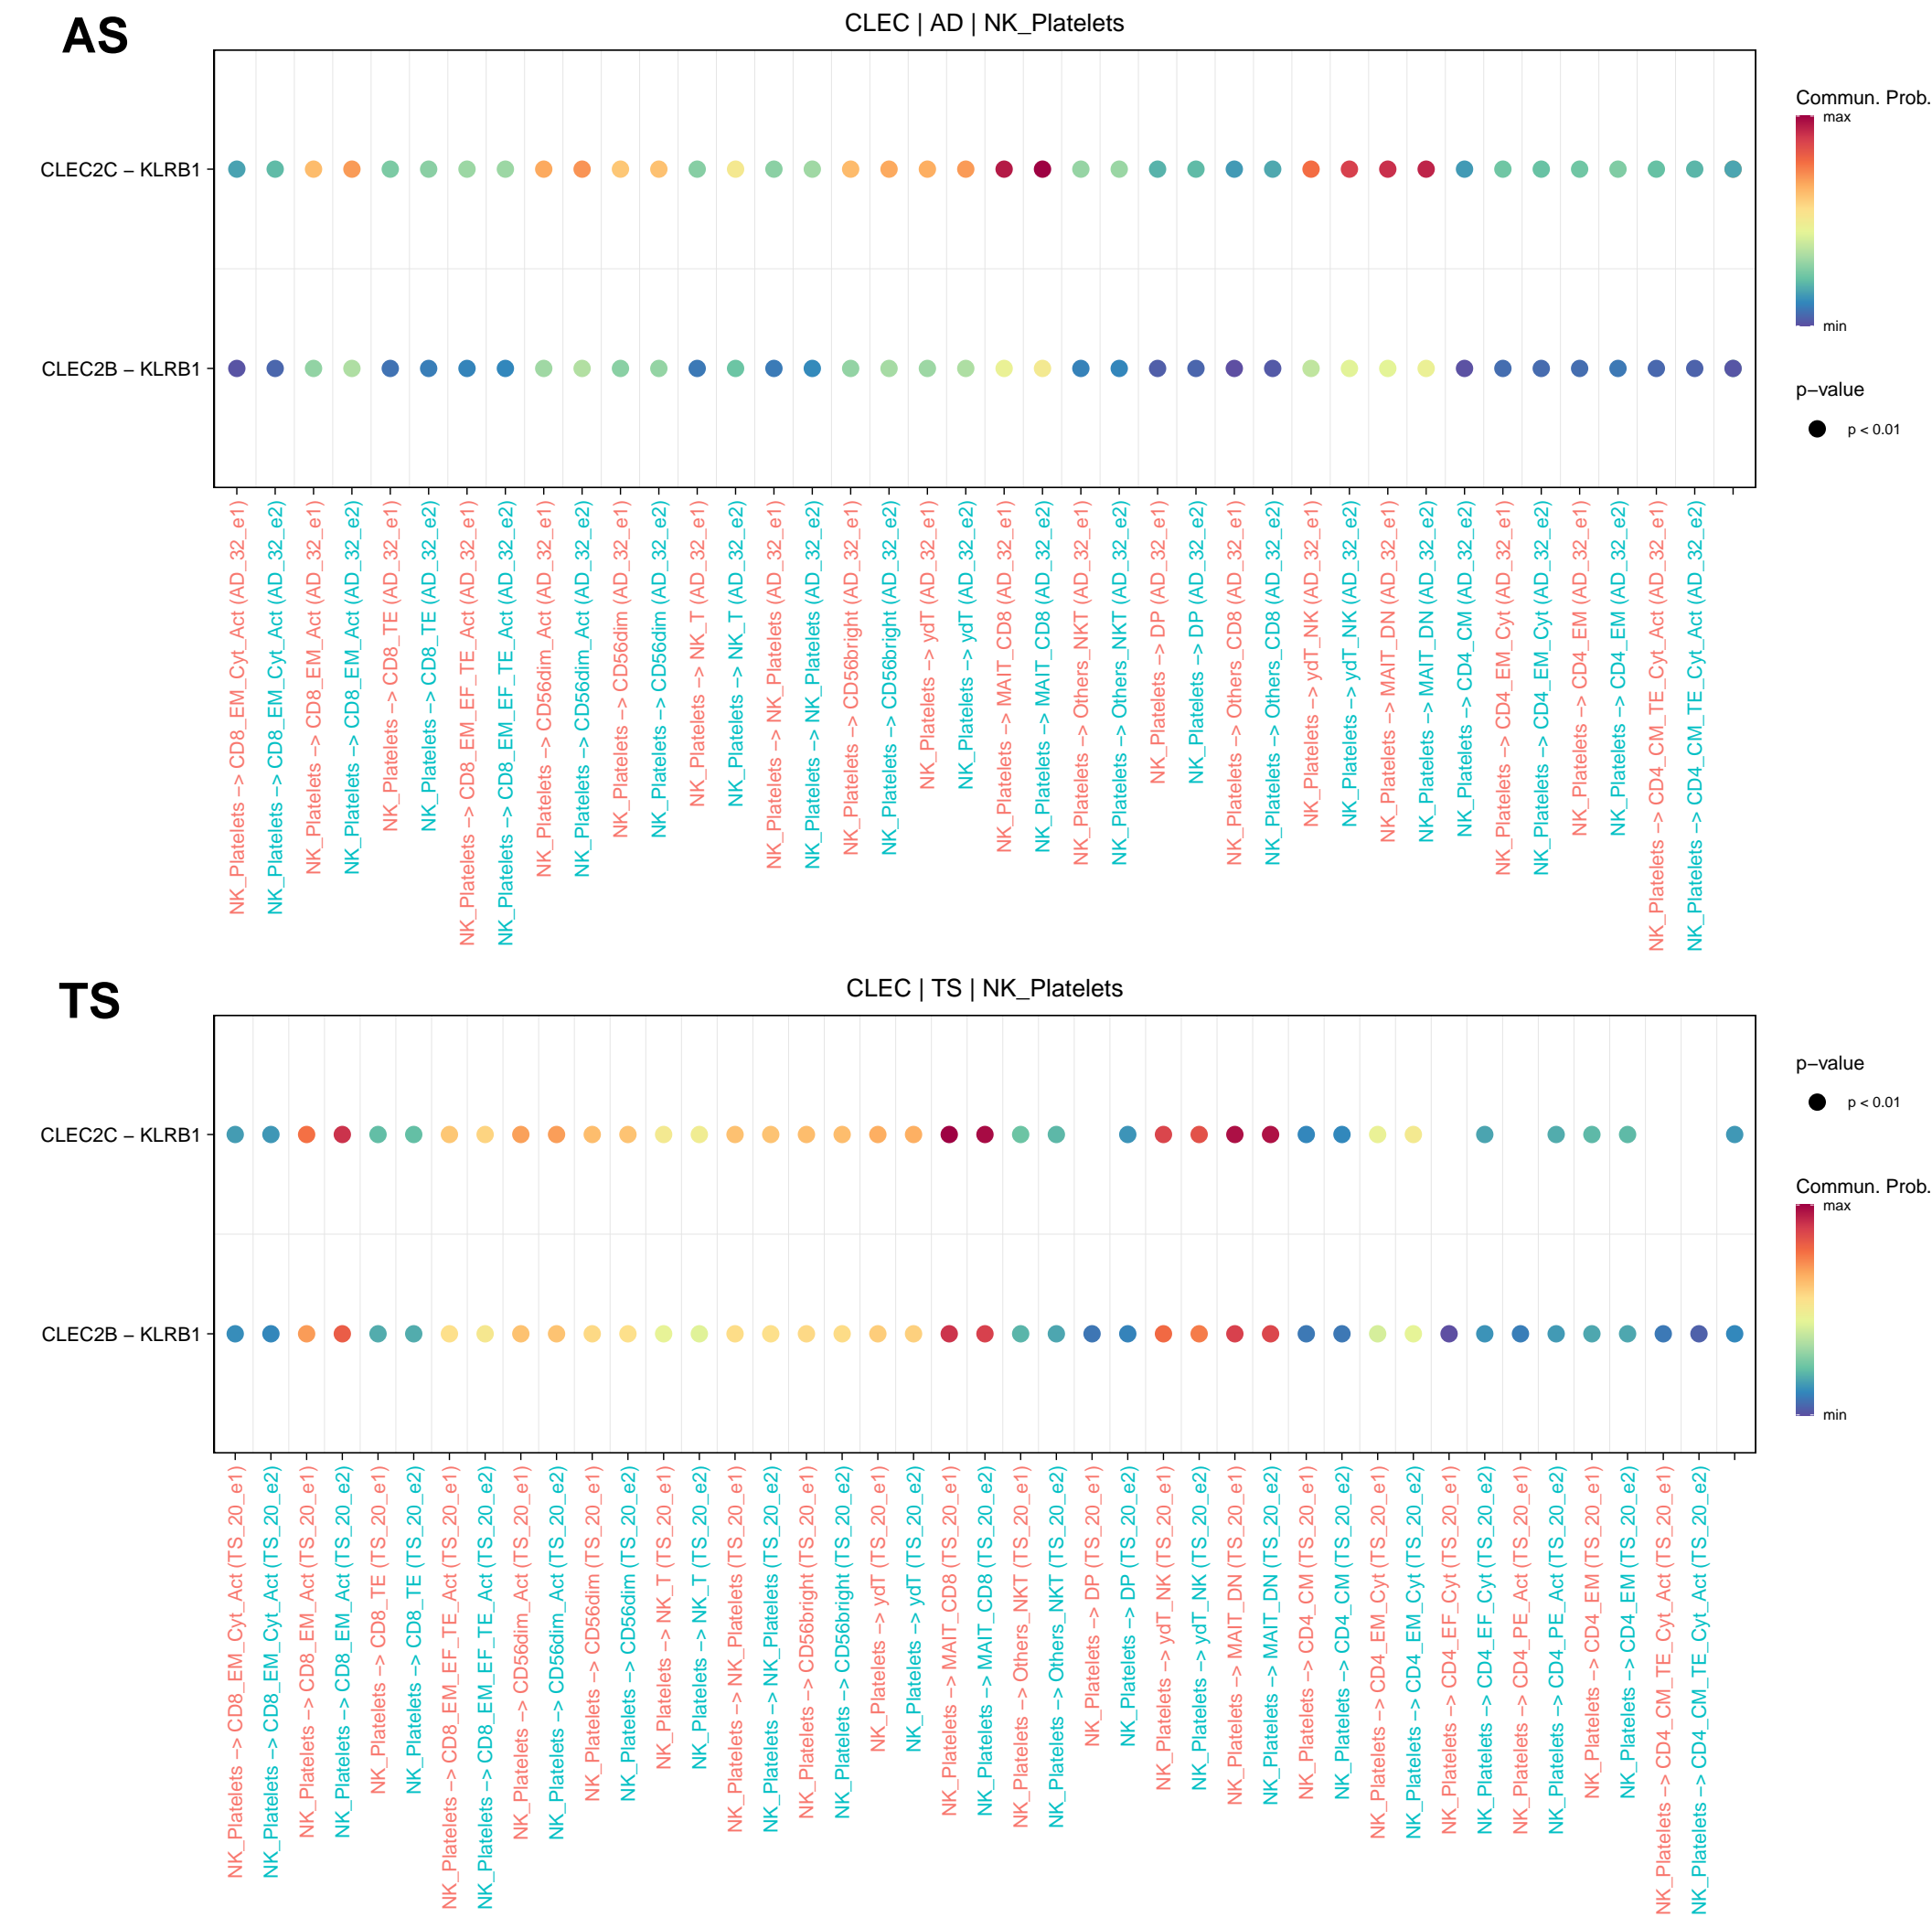 AS
CLEC | AD | NK_Platelets
CLEC2C − KLRB1
CLEC2B − KLRB1
Commun. Prob.
max
min
p−value
p < 0.01
NK_Platelets −> CD8_EM_Cyt_Act (AD_32_e1)
NK_Platelets −> CD8_EM_Cyt_Act (AD_32_e2)
NK_Platelets −> CD8_EM_Act (AD_32_e1)
NK_Platelets −> CD8_EM_Act (AD_32_e2)
NK_Platelets −> CD8_TE (AD_32_e1)
NK_Platelets −> CD8_TE (AD_32_e2)
NK_Platelets −> CD8_EM_EF_TE_Act (AD_32_e1)
NK_Platelets −> CD8_EM_EF_TE_Act (AD_32_e2)
NK_Platelets −> CD56dim_Act (AD_32_e1)
NK_Platelets −> CD56dim_Act (AD_32_e2)
NK_Platelets −> CD56dim (AD_32_e1)
NK_Platelets −> CD56dim (AD_32_e2)
NK_Platelets −> NK_T (AD_32_e1)
NK_Platelets −> NK_T (AD_32_e2)
NK_Platelets −> NK_Platelets (AD_32_e1)
NK_Platelets −> NK_Platelets (AD_32_e2)
NK_Platelets −> CD56bright (AD_32_e1)
NK_Platelets −> CD56bright (AD_32_e2)
NK_Platelets −> ydT (AD_32_e1)
NK_Platelets −> ydT (AD_32_e2)
NK_Platelets −> MAIT_CD8 (AD_32_e1)
NK_Platelets −> MAIT_CD8 (AD_32_e2)
NK_Platelets −> Others_NKT (AD_32_e1)
NK_Platelets −> Others_NKT (AD_32_e2)
NK_Platelets −> DP (AD_32_e1)
NK_Platelets −> DP (AD_32_e2)
NK_Platelets −> Others_CD8 (AD_32_e1)
NK_Platelets −> Others_CD8 (AD_32_e2)
NK_Platelets −> ydT_NK (AD_32_e1)
NK_Platelets −> ydT_NK (AD_32_e2)
NK_Platelets −> MAIT_DN (AD_32_e1)
NK_Platelets −> MAIT_DN (AD_32_e2)
NK_Platelets −> CD4_CM (AD_32_e2)
NK_Platelets −> CD4_EM_Cyt (AD_32_e1)
NK_Platelets −> CD4_EM_Cyt (AD_32_e2)
NK_Platelets −> CD4_EM (AD_32_e1)
NK_Platelets −> CD4_EM (AD_32_e2)
NK_Platelets −> CD4_CM_TE_Cyt_Act (AD_32_e1)
NK_Platelets −> CD4_CM_TE_Cyt_Act (AD_32_e2)
TS
CLEC | TS | NK_Platelets
CLEC2C − KLRB1
CLEC2B − KLRB1
p−value
p < 0.01
Commun. Prob.
max
min
NK_Platelets −> CD8_EM_Cyt_Act (TS_20_e1)
NK_Platelets −> CD8_EM_Cyt_Act (TS_20_e2)
NK_Platelets −> CD8_EM_Act (TS_20_e1)
NK_Platelets −> CD8_EM_Act (TS_20_e2)
NK_Platelets −> CD8_TE (TS_20_e1)
NK_Platelets −> CD8_TE (TS_20_e2)
NK_Platelets −> CD8_EM_EF_TE_Act (TS_20_e1)
NK_Platelets −> CD8_EM_EF_TE_Act (TS_20_e2)
NK_Platelets −> CD56dim_Act (TS_20_e1)
NK_Platelets −> CD56dim_Act (TS_20_e2)
NK_Platelets −> CD56dim (TS_20_e1)
NK_Platelets −> CD56dim (TS_20_e2)
NK_Platelets −> NK_T (TS_20_e1)
NK_Platelets −> NK_T (TS_20_e2)
NK_Platelets −> NK_Platelets (TS_20_e1)
NK_Platelets −> NK_Platelets (TS_20_e2)
NK_Platelets −> CD56bright (TS_20_e1)
NK_Platelets −> CD56bright (TS_20_e2)
NK_Platelets −> ydT (TS_20_e1)
NK_Platelets −> ydT (TS_20_e2)
NK_Platelets −> MAIT_CD8 (TS_20_e1)
NK_Platelets −> MAIT_CD8 (TS_20_e2)
NK_Platelets −> Others_NKT (TS_20_e1)
NK_Platelets −> Others_NKT (TS_20_e2)
NK_Platelets −> DP (TS_20_e1)
NK_Platelets −> DP (TS_20_e2)
NK_Platelets −> ydT_NK (TS_20_e1)
NK_Platelets −> ydT_NK (TS_20_e2)
NK_Platelets −> MAIT_DN (TS_20_e1)
NK_Platelets −> MAIT_DN (TS_20_e2)
NK_Platelets −> CD4_CM (TS_20_e1)
NK_Platelets −> CD4_CM (TS_20_e2)
NK_Platelets −> CD4_EM_Cyt (TS_20_e1)
NK_Platelets −> CD4_EM_Cyt (TS_20_e2)
NK_Platelets −> CD4_EF_Cyt (TS_20_e1)
NK_Platelets −> CD4_EF_Cyt (TS_20_e2)
NK_Platelets −> CD4_PE_Act (TS_20_e1)
NK_Platelets −> CD4_PE_Act (TS_20_e2)
NK_Platelets −> CD4_EM (TS_20_e1)
NK_Platelets −> CD4_EM (TS_20_e2)
NK_Platelets −> CD4_CM_TE_Cyt_Act (TS_20_e1)
NK_Platelets −> CD4_CM_TE_Cyt_Act (TS_20_e2)